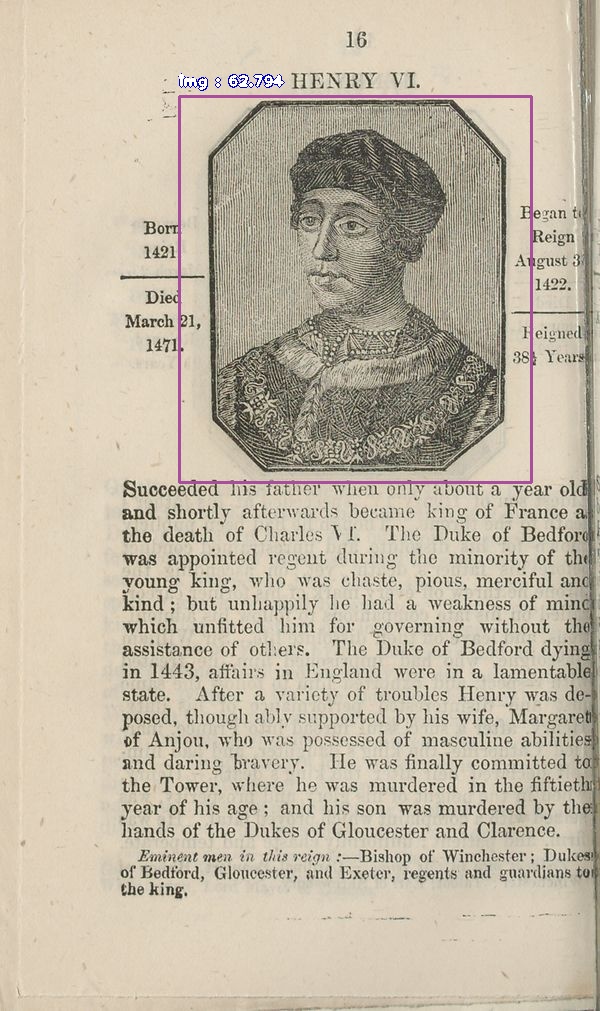 16
img : 62.794
HENRY VI.
Born
1421
Died
March 21,
1471.
Began to
Reign
August 3
1422.
Reigned
38½ Years
Succeeded his father when only about a year old
and shortly afterwards became king of France a
the death of Charles VI. The Duke of Bedford
was appointed regent during the minority of the
young king, who was chaste, pious, merciful and
kind ; but unhappily he had a weakness of mind
which unfitted him for governing without the
assistance of others. The Duke of Bedford dying
in 1443, affairs in England were in a lamentable
state. After a variety of troubles Henry was de-
posed, though ably supported by his wife, Margaret
of Anjou, who was possessed of masculine abilities
and daring bravery. He was finally committed to
the Tower, where he was murdered in the fiftieth
year of his age ; and his son was murdered by the
hands of the Dukes of Gloucester and Clarence.
Eminent men in this reign :—Bishop of Winchester ; Dukes
of Bedford, Gloucester, and Exeter, regents and guardians to
the king.